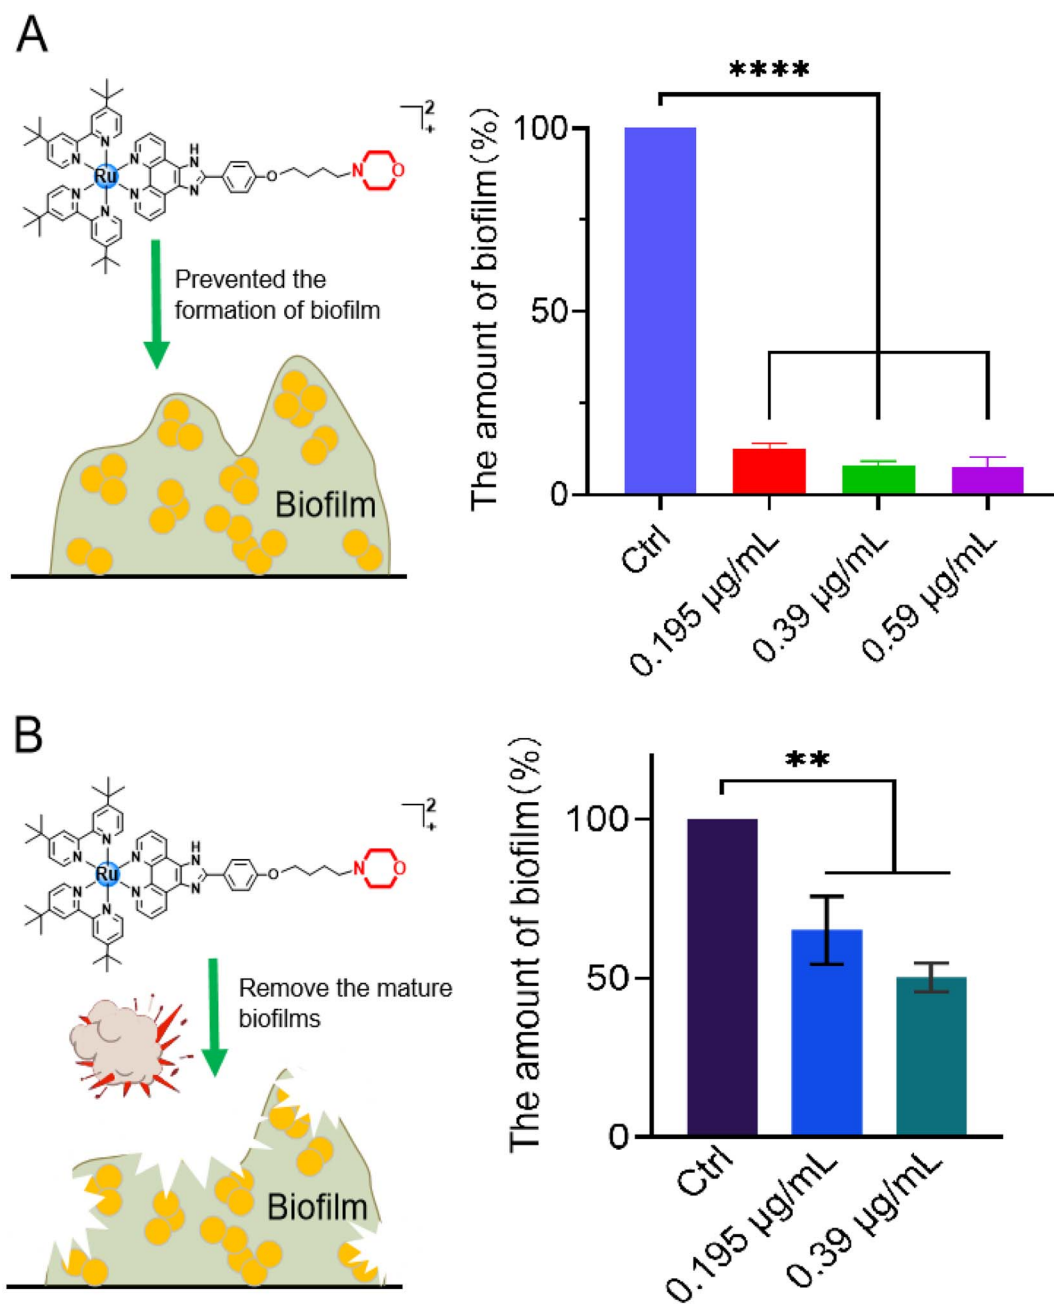 A
2
+
N
N
N
N
N
N
H
N
N
Ru
O
N
O
Prevented the
formation of biofilm
Biofilm
The amount of biofilm(%)
****
100
50
0
Ctrl
0.195 μg/mL
0.39 μg/mL
0.59 μg/mL
B
2
+
N
N
N
N
N
N
H
N
N
Ru
O
N
O
Remove the mature
biofilms
Biofilm
The amount of biofilm(%)
**
100
50
0
Ctrl
0.195 μg/mL
0.39 μg/mL